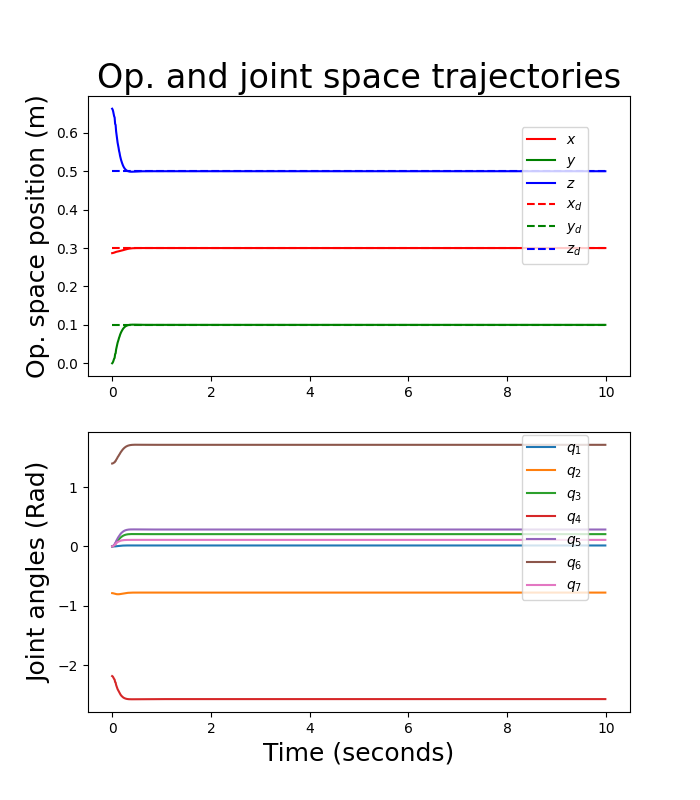 Op. and joint space trajectories
Op. space position (m)
0.6
0.5
0.4
0.3
0.2
0.1
0.0
x
y
z
x_d
y_d
z_d
0 2 4 6 8 10
Joint angles (Rad)
1
0
−1
−2
q_1
q_2
q_3
q_4
q_5
q_6
q_7
0 2 4 6 8 10
Time (seconds)